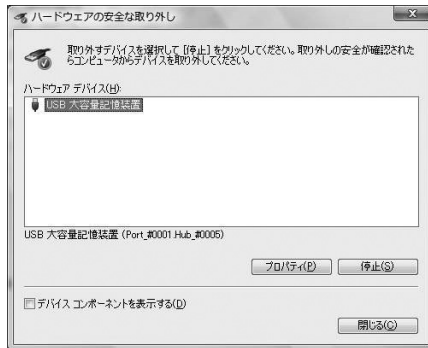 ハードウェアの安全な取り外し
取り外すデバイスを選択して [停止] をクリックしてください。取り外しの安全が確認された
らコンピュータからデバイスを取り外してください。
ハードウェア デバイス(H):
USB 大容量記憶装置
USB 大容量記憶装置 (Port_#0001.Hub_#0005)
プロパティ(P)
停止(S)
デバイス コンポーネントを表示する(D)
閉じる(C)